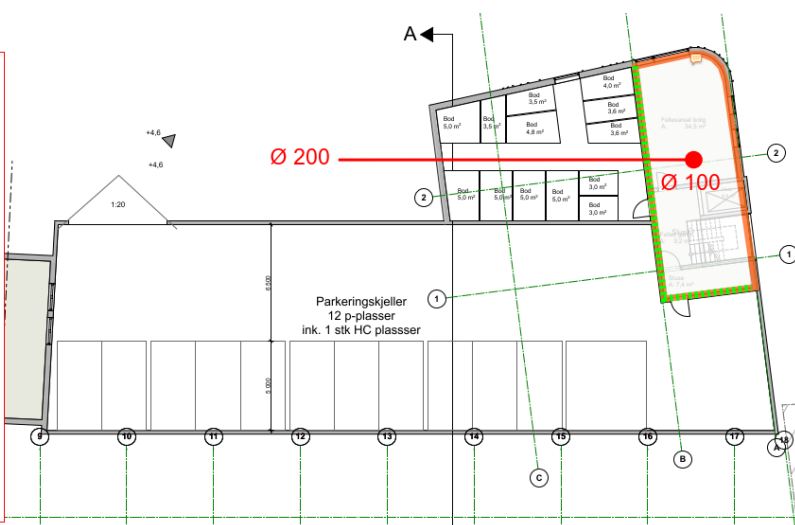 A
Bod
4,0 m²
Bod
3,5 m²
Bod
3,6 m²
Bod
5,0 m²
Bod
3,5 m²
Bod
4,8 m²
Bod
3,6 m²
+4,6
+4,6
Ø 200
Ø 100
2
2
Bod
5,0 m²
Bod
5,0 m²
Bod
5,0 m²
Bod
5,0 m²
Bod
3,0 m²
Bod
3,0 m²
1:20
1
1
6 500
Parkeringskjeller
12 p-plasser
ink. 1 stk HC plassser
5 000
9
10
11
12
13
14
15
16
17
18
A
B
C